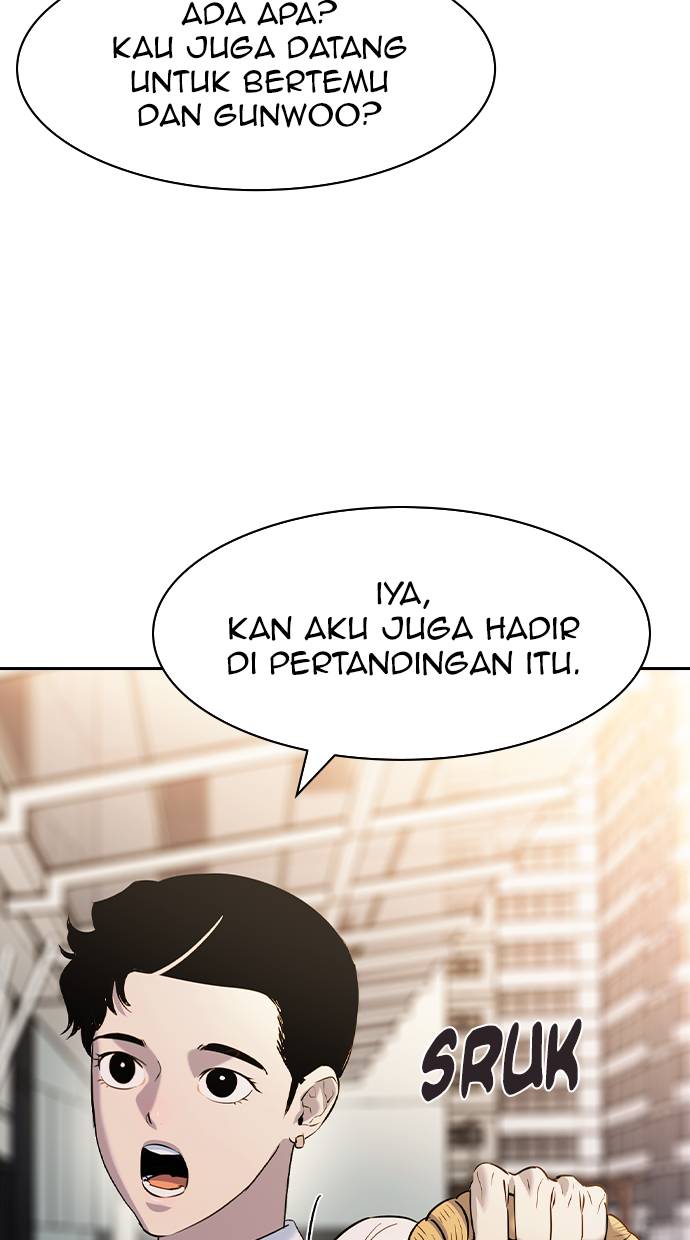 ADA APA?
KAU JUGA DATANG
UNTUK BERTEMU
DAN GUNWOO?
IYA,
KAN AKU JUGA HADIR
DI PERTANDINGAN ITU.
SRUK